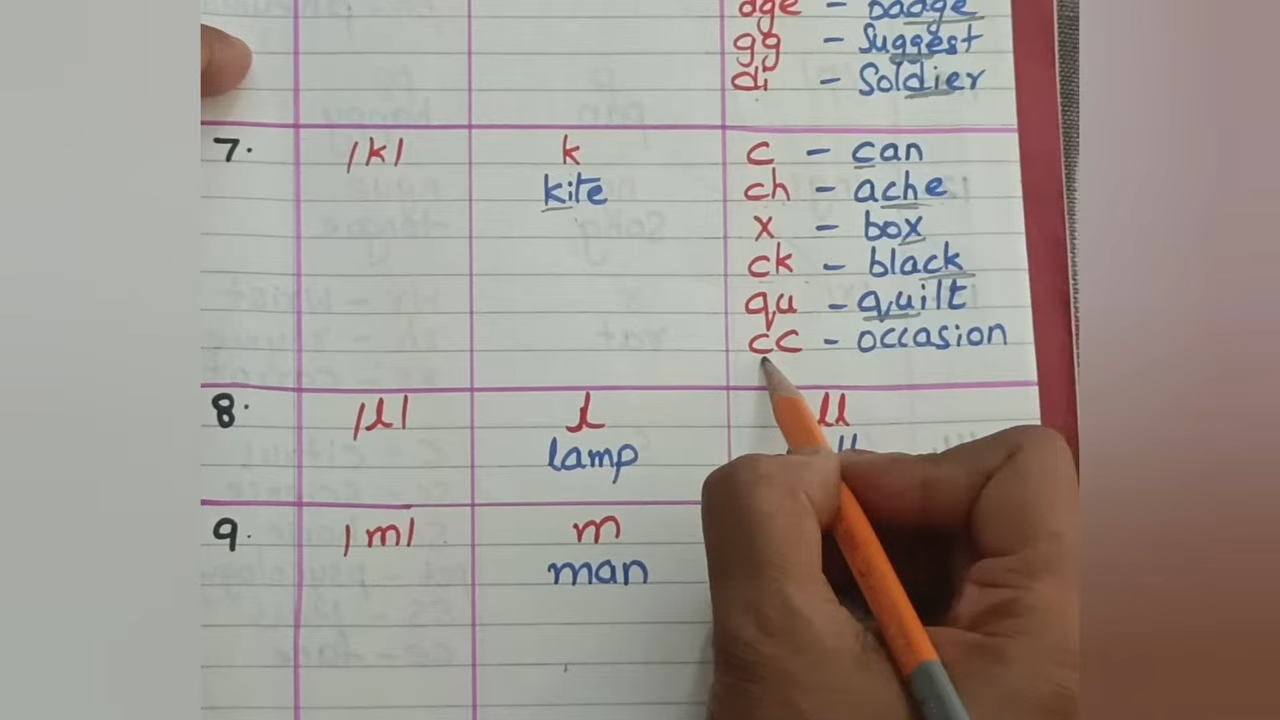 dge - Badge
gg - Suggest
di - Soldier
7. /k/ k c - can
kite ch - ache
x - box
ck - black
qu - quilt
cc - occasion
8. /l/ l ll
lamp
9. /m/ m
man